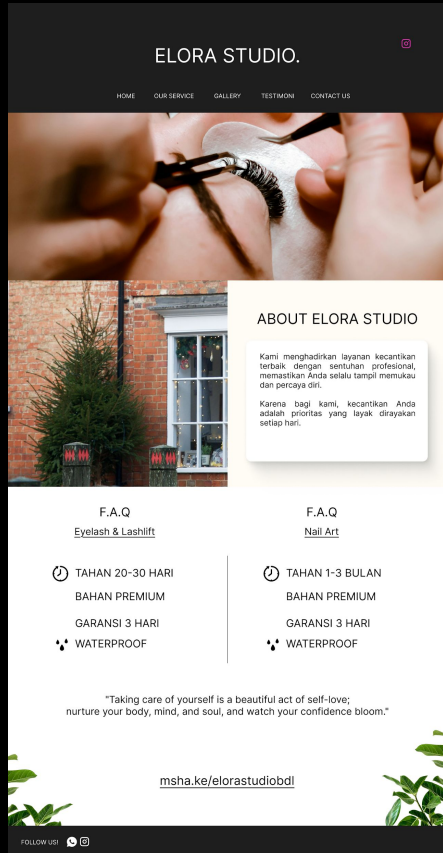 ELORA STUDIO.
HOME OUR SERVICE GALLERY TESTIMONI CONTACT US
ABOUT ELORA STUDIO
Kami menghadirkan layanan kecantikan
terbaik dengan sentuhan profesional,
memastikan Anda selalu tampil memukau
dan percaya diri.
Karena bagi kami, kecantikan Anda
adalah prioritas yang layak dirayakan
setiap hari.
F.A.Q
Eyelash & Lashlift
TAHAN 20-30 HARI
BAHAN PREMIUM
GARANSI 3 HARI
WATERPROOF
F.A.Q
Nail Art
TAHAN 1-3 BULAN
BAHAN PREMIUM
GARANSI 3 HARI
WATERPROOF
"Taking care of yourself is a beautiful act of self-love;
nurture your body, mind, and soul, and watch your confidence bloom."
msha.ke/elorastudiobdl
FOLLOW US!